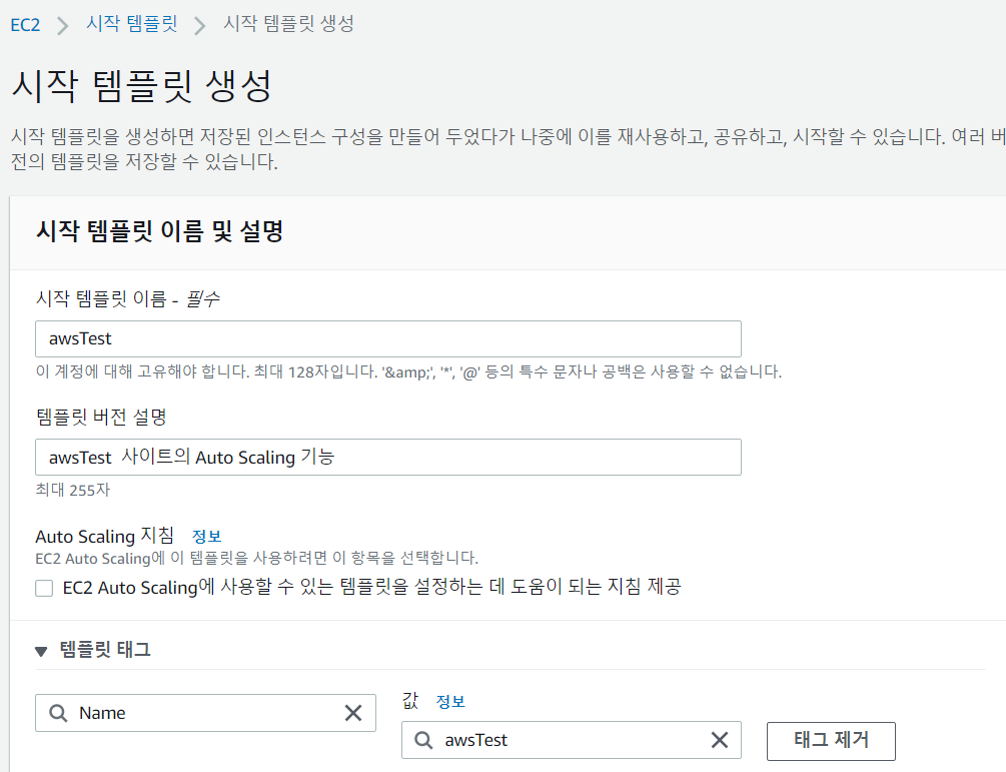 EC2 > 시작 템플릿 > 시작 템플릿 생성
시작 템플릿 생성
시작 템플릿을 생성하면 저장된 인스턴스 구성을 만들어 두었다가 나중에 이를 재사용하고, 공유하고, 시작할 수 있습니다. 여러 버
전의 템플릿을 저장할 수 있습니다.
시작 템플릿 이름 및 설명
시작 템플릿 이름 - 필수
awsTest
이 계정에 대해 고유해야 합니다. 최대 128자입니다. '&amp;', '*', '@' 등의 특수 문자나 공백은 사용할 수 없습니다.
템플릿 버전 설명
awsTest 사이트의 Auto Scaling 기능
최대 255자
Auto Scaling 지침 정보
EC2 Auto Scaling에 이 템플릿을 사용하려면 이 항목을 선택합니다.
EC2 Auto Scaling에 사용할 수 있는 템플릿을 설정하는 데 도움이 되는 지침 제공
템플릿 태그
값 정보
Name
awsTest
태그 제거